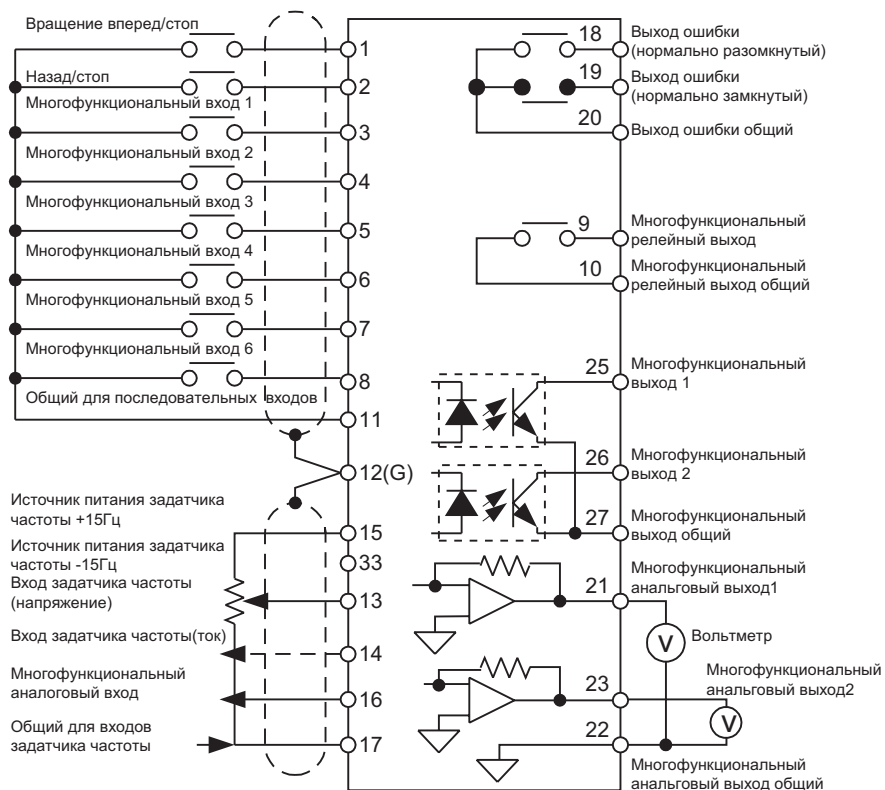 Вращение вперед/стоп
1
Назад/стоп
2
Многофункциональный вход 1
3
Многофункциональный вход 2
4
Многофункциональный вход 3
5
Многофункциональный вход 4
6
Многофункциональный вход 5
7
Многофункциональный вход 6
8
Общий для последовательных входов
11
12(G)
Источник питания задатчика
частоты +15Гц
15
Источник питания задатчика
частоты -15Гц
33
Вход задатчика частоты
(напряжение)
13
Вход задатчика частоты(ток)
14
Многофункциональный
аналоговый вход
16
Общий для входов
задатчика частоты
17
18
Выход ошибки
(нормально разомкнутый)
19
Выход ошибки
(нормально замкнутый)
20
Выход ошибки общий
9
Многофункциональный
релейный выход
10
Многофункциональный
релейный выход общий
25
Многофункциональный
выход 1
26
Многофункциональный
выход 2
27
Многофункциональный
выход общий
21
Многофункциональный
анальговый выход1
V
Вольтметр
23
Многофункциональный
анальговый выход2
V
22
Многофункциональный
анальговый выход общий